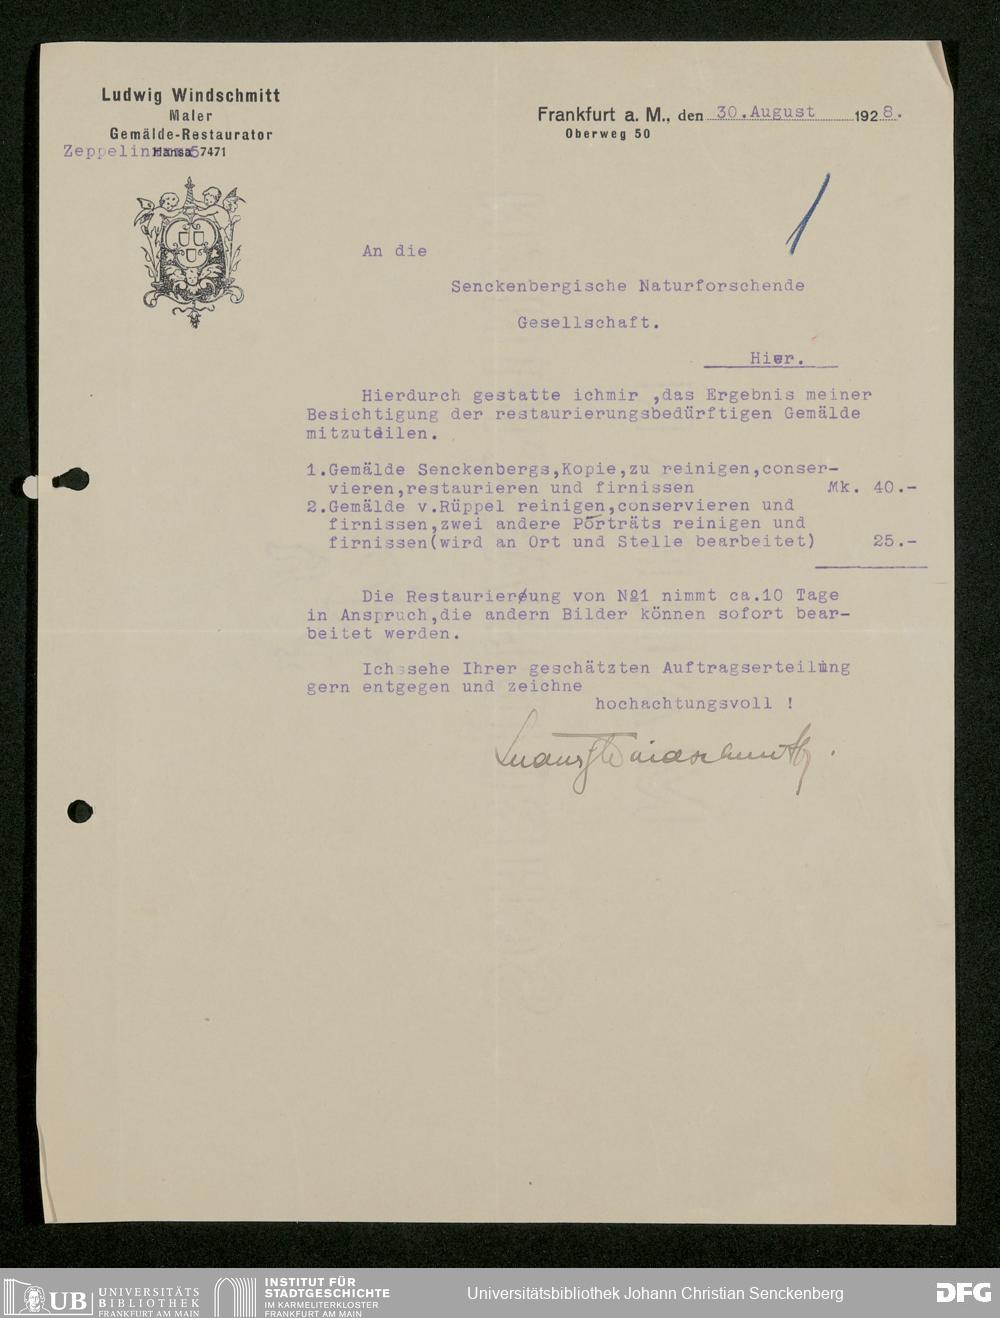 Ludwig Windschmitt
Maler
Gemälde-Restaurator
Hansa 7471
Frankfurt a. M., den 30.August 1928.
Oberweg 50
An die
Senckenbergische Naturforschende
Gesellschaft.
Hier.
Hierdurch gestatte ichmir ,das Ergebnis meiner
Besichtigung der restaurierungsbedürftigen Gemälde
mitzuteilen.
1.Gemälde Senckenbergs,Kopie,zu reinigen,conser-
vieren,restaurieren und firnissen Mk. 40.-
2.Gemälde v.Rüppel reinigen,conservieren und
firnissen,zwei andere Porträts reinigen und
firnissen(wird an Ort und Stelle bearbeitet) 25.-
Die Restaurierung von №1 nimmt ca.10 Tage
in Anspruch,die andern Bilder können sofort bear-
beitet werden.
Ich sehe Ihrer geschätzten Auftragserteilung
gern entgegen und zeichne
hochachtungsvoll !
Ludwig Windschmitt.
UB UNIVERSITÄTS
BIBLIOTHEK
FRANKFURT AM MAIN
INSTITUT FÜR
STADTGESCHICHTE
IM KARMELITERKLOSTER
FRANKFURT AM MAIN
Universitätsbibliothek Johann Christian Senckenberg
DFG